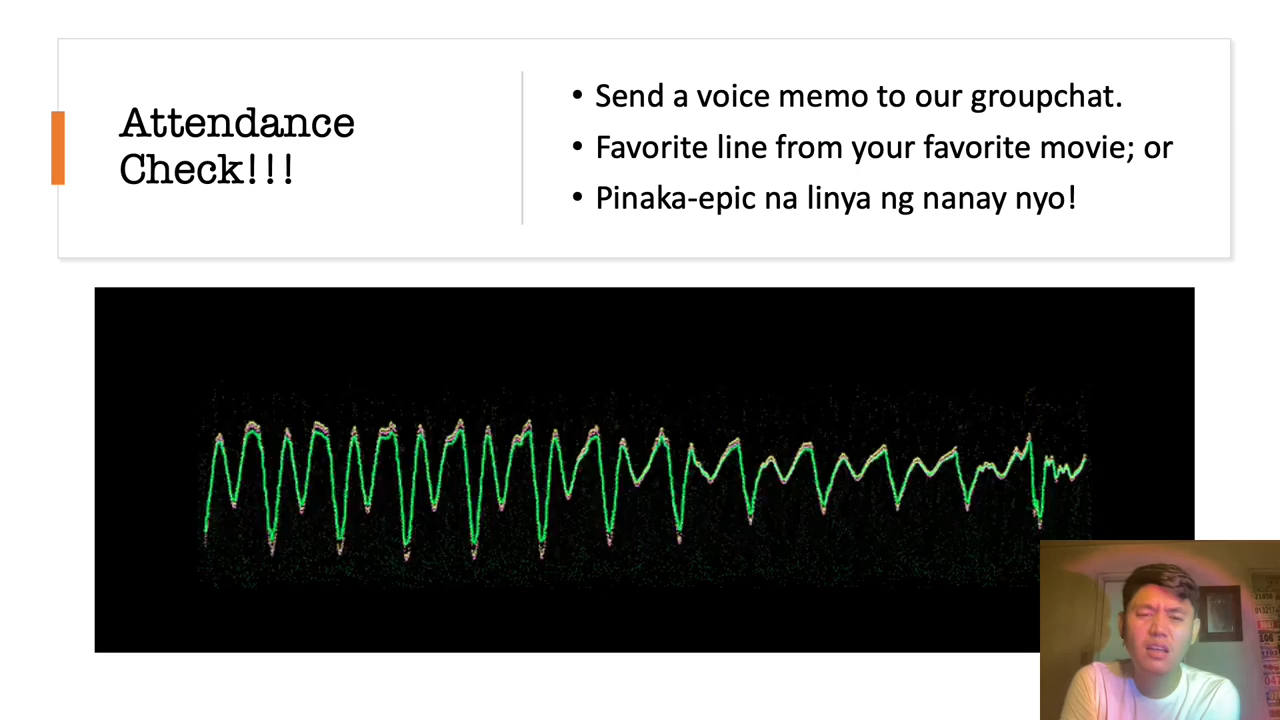 Attendance
Check!!!
• Send a voice memo to our groupchat.
• Favorite line from your favorite movie; or
• Pinaka-epic na linya ng nanay nyo!